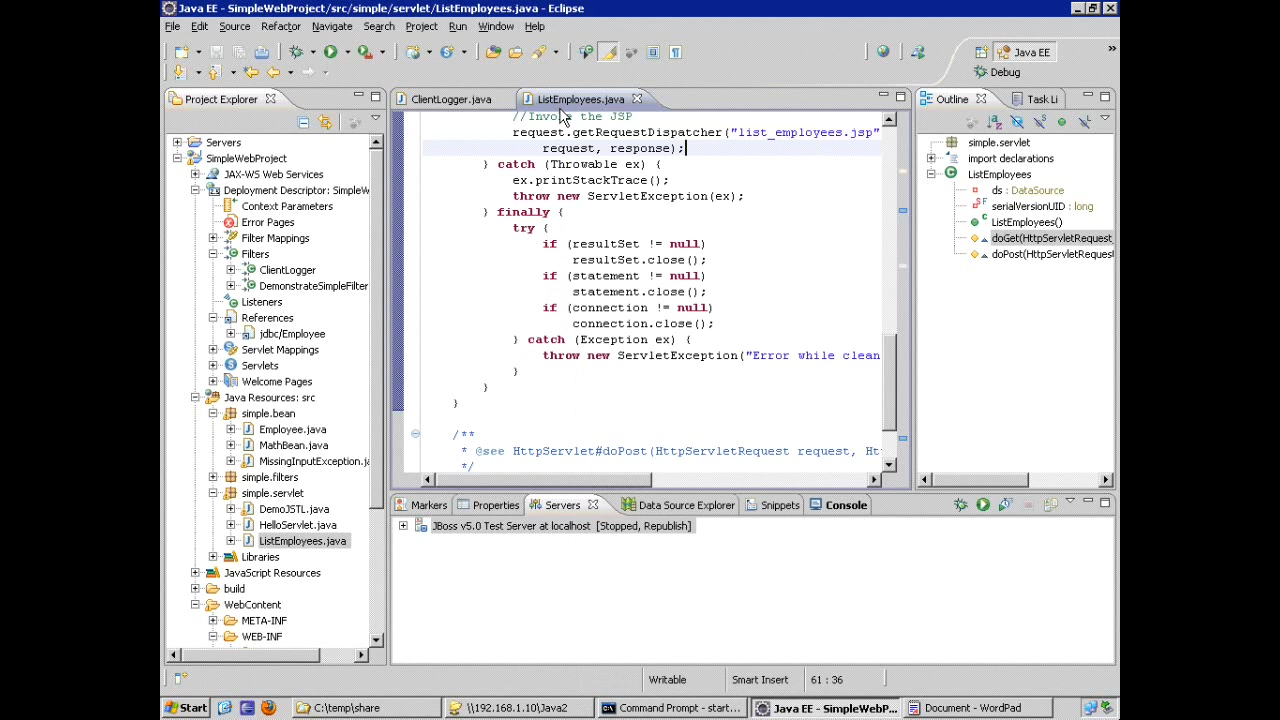 Java EE - SimpleWebProject/src/simple/servlet/ListEmployees.java - Eclipse
File Edit Source Refactor Navigate Search Project Run Window Help
Java EE
Debug
Project Explorer
Servers
SimpleWebProject
JAX-WS Web Services
Deployment Descriptor: SimpleW
Context Parameters
Error Pages
Filter Mappings
Filters
ClientLogger
DemonstrateSimpleFilter
Listeners
References
jdbc/Employee
Servlet Mappings
Servlets
Welcome Pages
Java Resources: src
simple.bean
Employee.java
MathBean.java
MissingInputException.ja
simple.filters
simple.servlet
DemoJSTL.java
HelloServlet.java
ListEmployees.java
Libraries
JavaScript Resources
build
WebContent
META-INF
WEB-INF
ClientLogger.java ListEmployees.java
//Invoke the JSP
request.getRequestDispatcher("list_employees.jsp"
request, response);
} catch (Throwable ex) {
ex.printStackTrace();
throw new ServletException(ex);
} finally {
try {
if (resultSet != null)
resultSet.close();
if (statement != null)
statement.close();
if (connection != null)
connection.close();
} catch (Exception ex) {
throw new ServletException("Error while clean
}
}
}
/**
* @see HttpServlet#doPost(HttpServletRequest request, Ht
*/
Outline Task Li
simple.servlet
import declarations
ListEmployees
ds : DataSource
serialVersionUID : long
ListEmployees()
doGet(HttpServletRequest
doPost(HttpServletRequest
Markers Properties Servers Data Source Explorer Snippets Console
JBoss v5.0 Test Server at localhost [Stopped, Republish]
Writable Smart Insert 61 : 36
Start C:\temp\share \\192.168.1.10\Java2 Command Prompt - start... Java EE - SimpleWebP... Document - WordPad